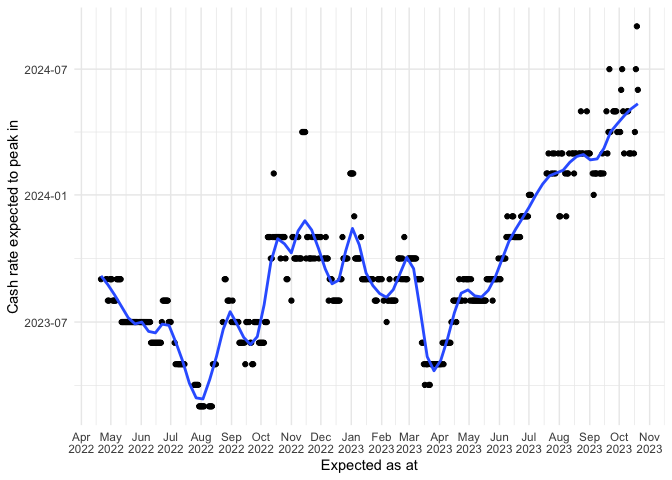 Cash rate expected to peak in
2024-07
2024-01
2023-07
Apr May Jun Jul Aug Sep Oct Nov Dec Jan Feb Mar Apr May Jun Jul Aug Sep Oct Nov
2022 2022 2022 2022 2022 2022 2022 2022 2022 2023 2023 2023 2023 2023 2023 2023 2023 2023 2023 2023
Expected as at